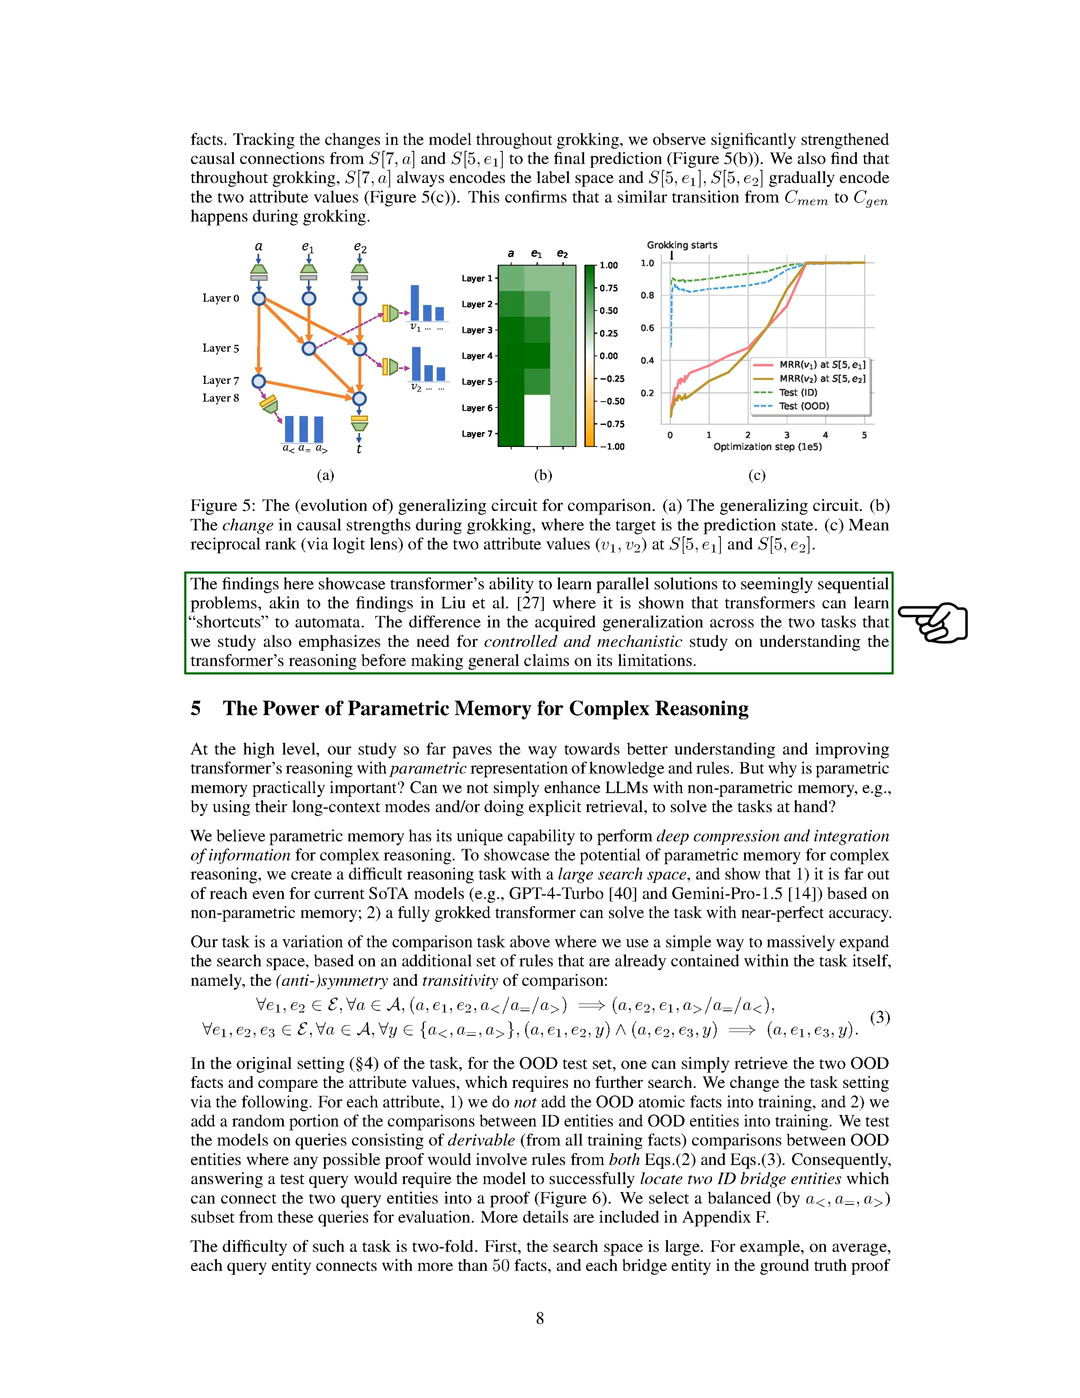 facts. Tracking the changes in the model throughout grokking, we observe significantly strengthened
causal connections from S[7, a] and S[5, e₁] to the final prediction (Figure 5(b)). We also find that
throughout grokking, S[7, a] always encodes the label space and S[5, e₁], S[5, e₂] gradually encode
the two attribute values (Figure 5(c)). This confirms that a similar transition from C_mem to C_gen
happens during grokking.
a e₁ e₂
Layer 0
Layer 5
Layer 7
Layer 8
v₁ ... ...
v₂ ... ...
a< a= a>
t
(a)
a e₁ e₂
Layer 1
Layer 2
Layer 3
Layer 4
Layer 5
Layer 6
Layer 7
1.00
0.75
0.50
0.25
0.00
−0.25
−0.50
−0.75
−1.00
(b)
Grokking starts
1.0
0.8
0.6
0.4
0.2
MRR(v₁) at S[5, e₁]
MRR(v₂) at S[5, e₂]
Test (ID)
Test (OOD)
0 1 2 3 4 5
Optimization step (1e5)
(c)
Figure 5: The (evolution of) generalizing circuit for comparison. (a) The generalizing circuit. (b)
The change in causal strengths during grokking, where the target is the prediction state. (c) Mean
reciprocal rank (via logit lens) of the two attribute values (v₁, v₂) at S[5, e₁] and S[5, e₂].
The findings here showcase transformer's ability to learn parallel solutions to seemingly sequential
problems, akin to the findings in Liu et al. [27] where it is shown that transformers can learn
“shortcuts” to automata. The difference in the acquired generalization across the two tasks that
we study also emphasizes the need for controlled and mechanistic study on understanding the
transformer's reasoning before making general claims on its limitations.
5 The Power of Parametric Memory for Complex Reasoning
At the high level, our study so far paves the way towards better understanding and improving
transformer's reasoning with parametric representation of knowledge and rules. But why is parametric
memory practically important? Can we not simply enhance LLMs with non-parametric memory, e.g.,
by using their long-context modes and/or doing explicit retrieval, to solve the tasks at hand?
We believe parametric memory has its unique capability to perform deep compression and integration
of information for complex reasoning. To showcase the potential of parametric memory for complex
reasoning, we create a difficult reasoning task with a large search space, and show that 1) it is far out
of reach even for current SoTA models (e.g., GPT-4-Turbo [40] and Gemini-Pro-1.5 [14]) based on
non-parametric memory; 2) a fully grokked transformer can solve the task with near-perfect accuracy.
Our task is a variation of the comparison task above where we use a simple way to massively expand
the search space, based on an additional set of rules that are already contained within the task itself,
namely, the (anti-)symmetry and transitivity of comparison:
∀e₁, e₂ ∈ ℰ, ∀a ∈ 𝒜, (a, e₁, e₂, a</a=/a>) ⟹ (a, e₂, e₁, a>/a=/a<),
∀e₁, e₂, e₃ ∈ ℰ, ∀a ∈ 𝒜, ∀y ∈ {a<, a=, a>}, (a, e₁, e₂, y) ∧ (a, e₂, e₃, y) ⟹ (a, e₁, e₃, y).
(3)
In the original setting (§4) of the task, for the OOD test set, one can simply retrieve the two OOD
facts and compare the attribute values, which requires no further search. We change the task setting
via the following. For each attribute, 1) we do not add the OOD atomic facts into training, and 2) we
add a random portion of the comparisons between ID entities and OOD entities into training. We test
the models on queries consisting of derivable (from all training facts) comparisons between OOD
entities where any possible proof would involve rules from both Eqs.(2) and Eqs.(3). Consequently,
answering a test query would require the model to successfully locate two ID bridge entities which
can connect the two query entities into a proof (Figure 6). We select a balanced (by a<, a=, a>)
subset from these queries for evaluation. More details are included in Appendix F.
The difficulty of such a task is two-fold. First, the search space is large. For example, on average,
each query entity connects with more than 50 facts, and each bridge entity in the ground truth proof
8